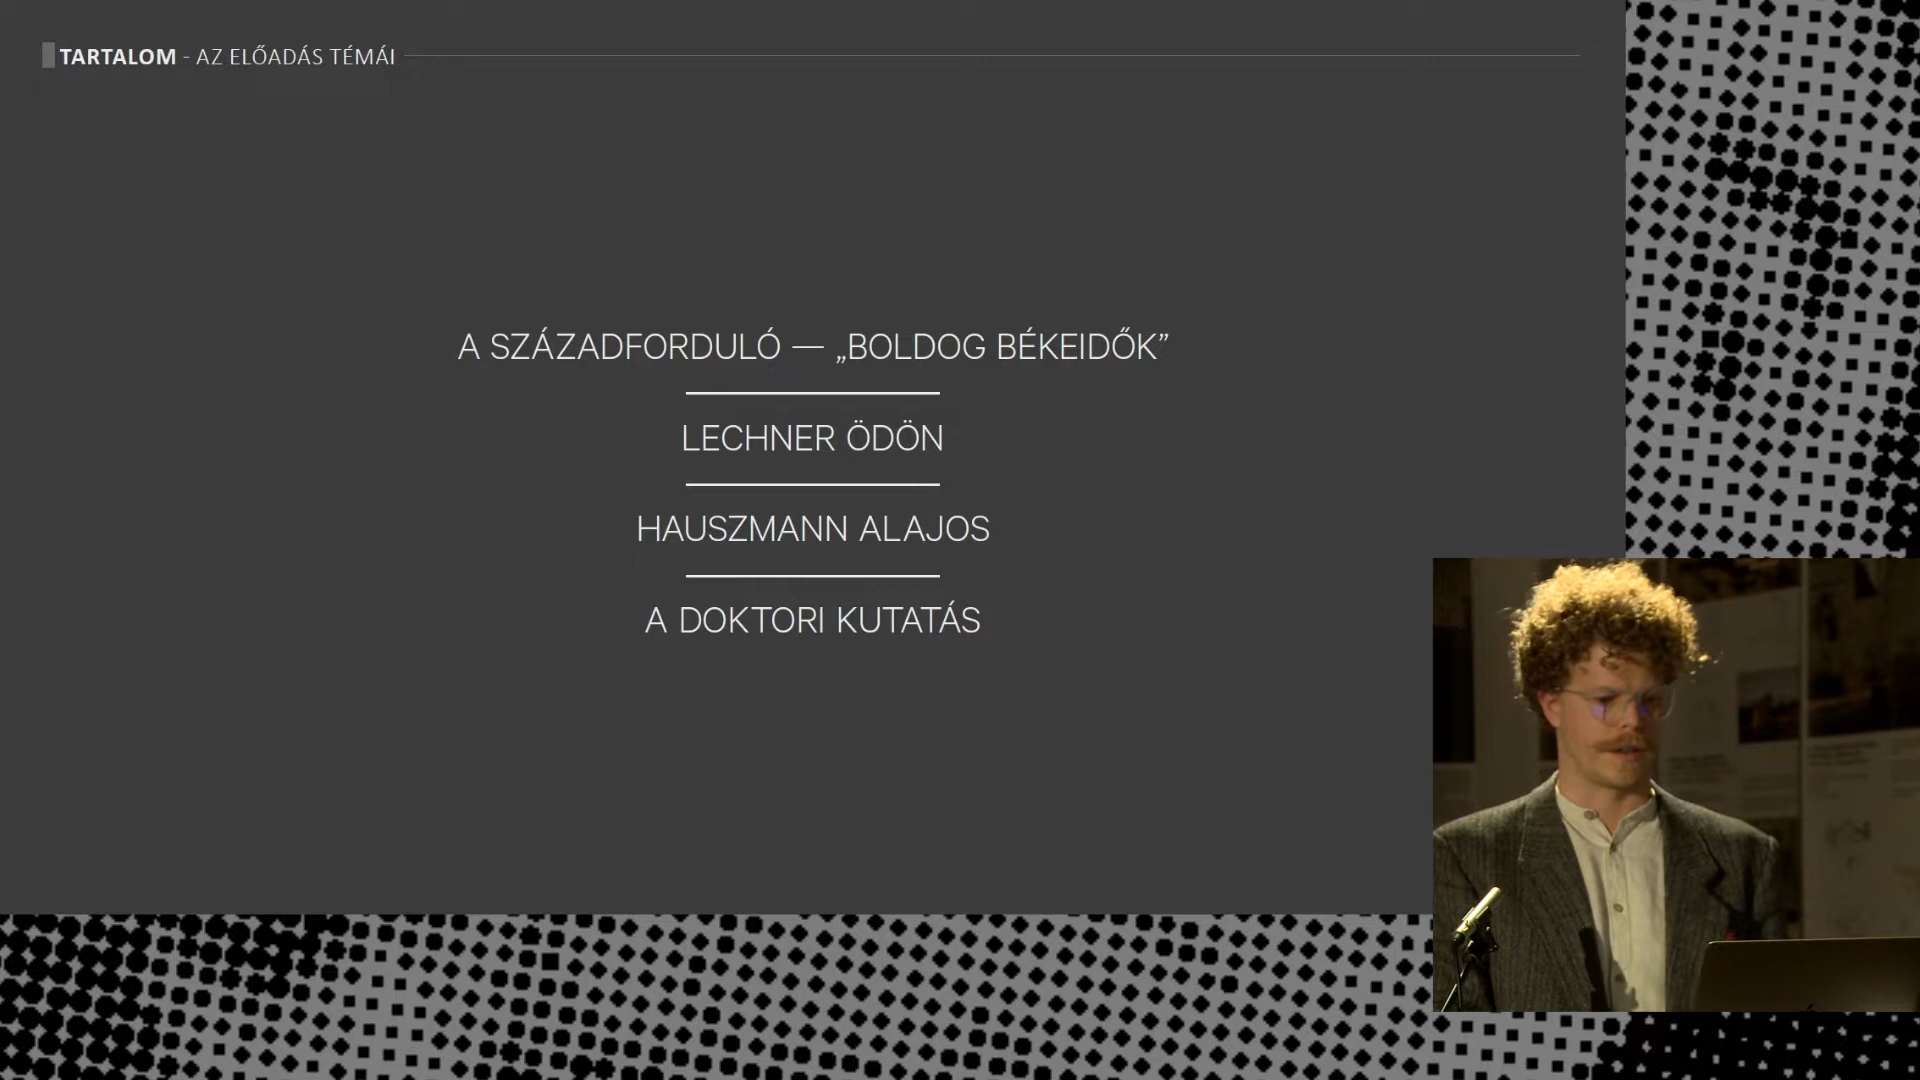 TARTALOM - AZ ELŐADÁS TÉMÁI
A SZÁZADFORDULÓ — „BOLDOG BÉKEIDŐK”
LECHNER ÖDÖN
HAUSZMANN ALAJOS
A DOKTORI KUTATÁS